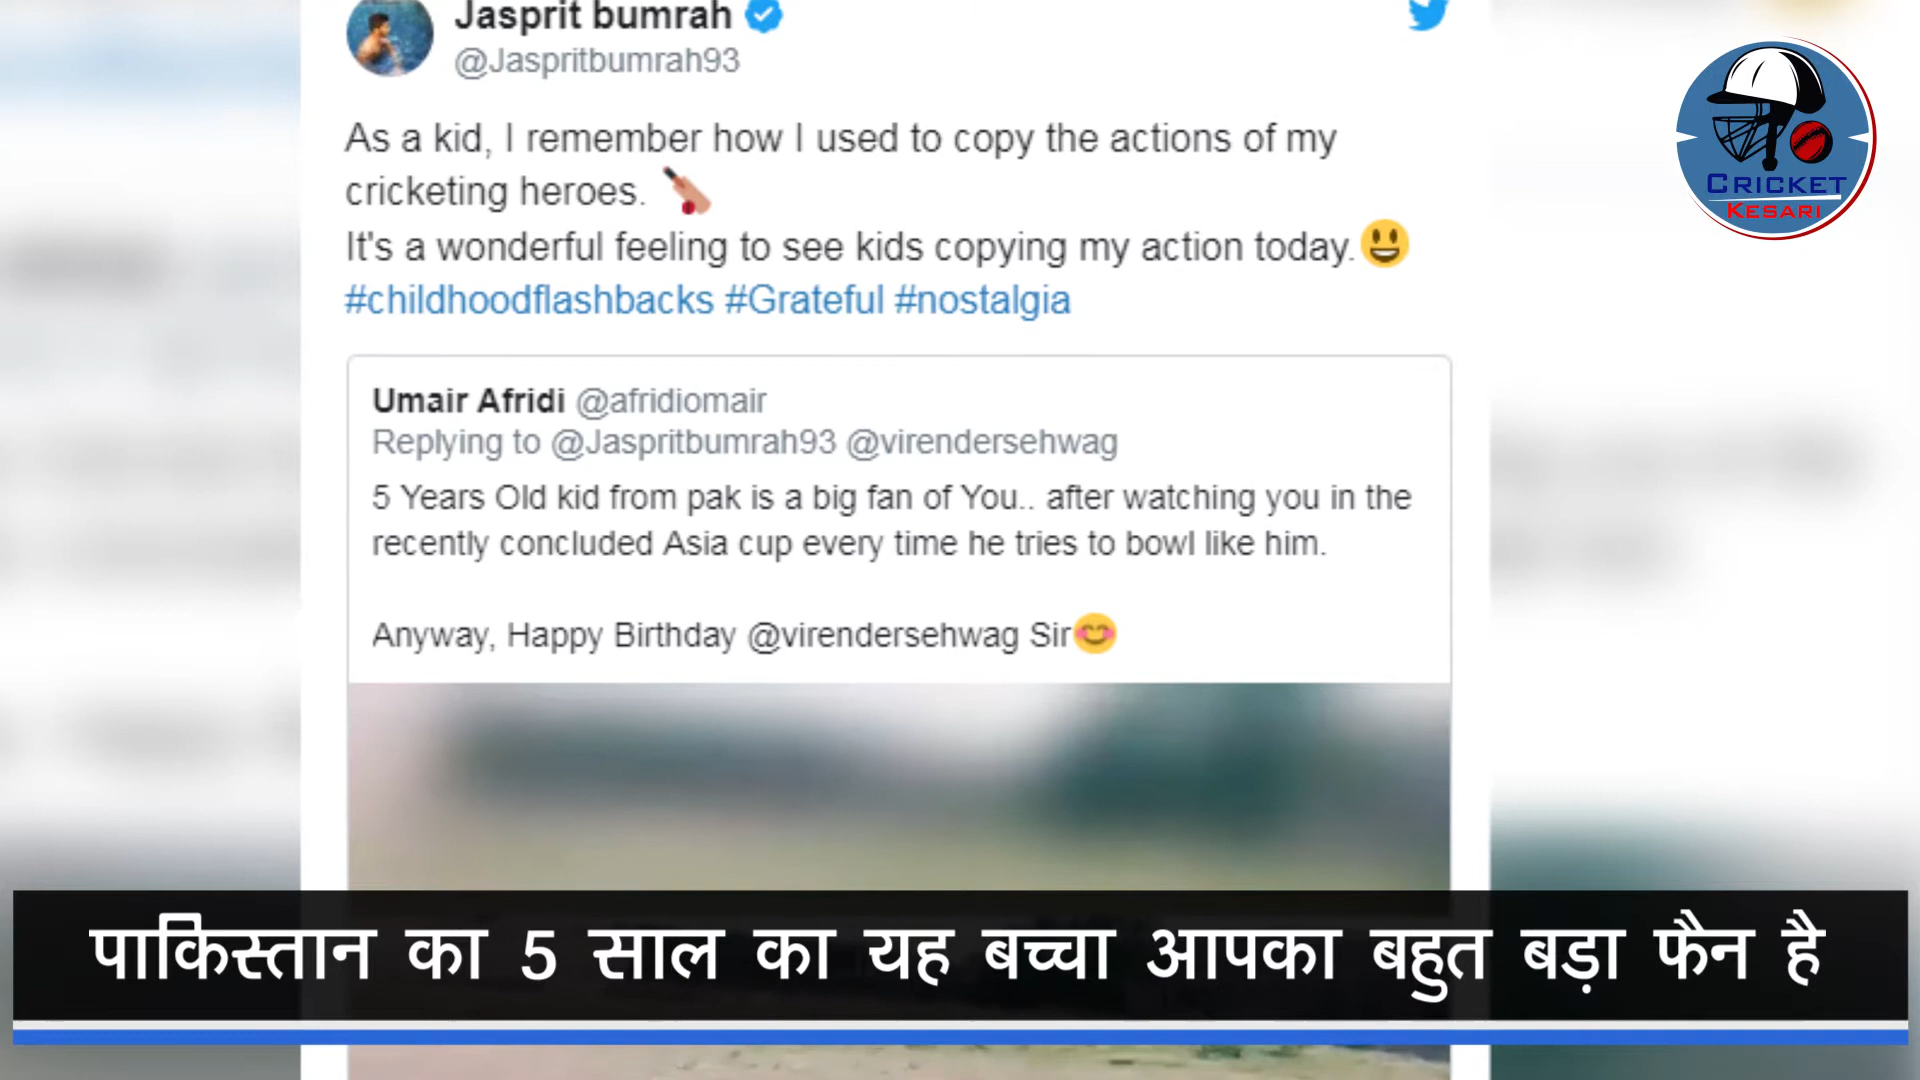 Jasprit bumrah
@Jaspritbumrah93
As a kid, I remember how I used to copy the actions of my
cricketing heroes. 🏏
It's a wonderful feeling to see kids copying my action today.😃
#childhoodflashbacks #Grateful #nostalgia
Umair Afridi @afridiomair
Replying to @Jaspritbumrah93 @virendersehwag
5 Years Old kid from pak is a big fan of You.. after watching you in the
recently concluded Asia cup every time he tries to bowl like him.
Anyway, Happy Birthday @virendersehwag Sir😊
CRICKET
KESARI
पाकिस्तान का 5 साल का यह बच्चा आपका बहुत बड़ा फैन है